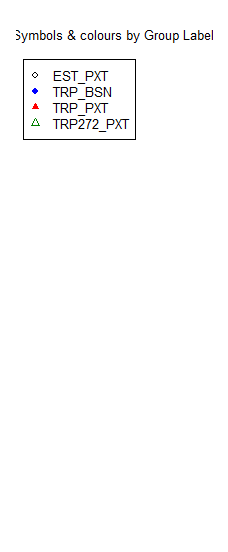 Symbols & colours by Group Label
EST_PXT
TRP_BSN
TRP_PXT
TRP272_PXT